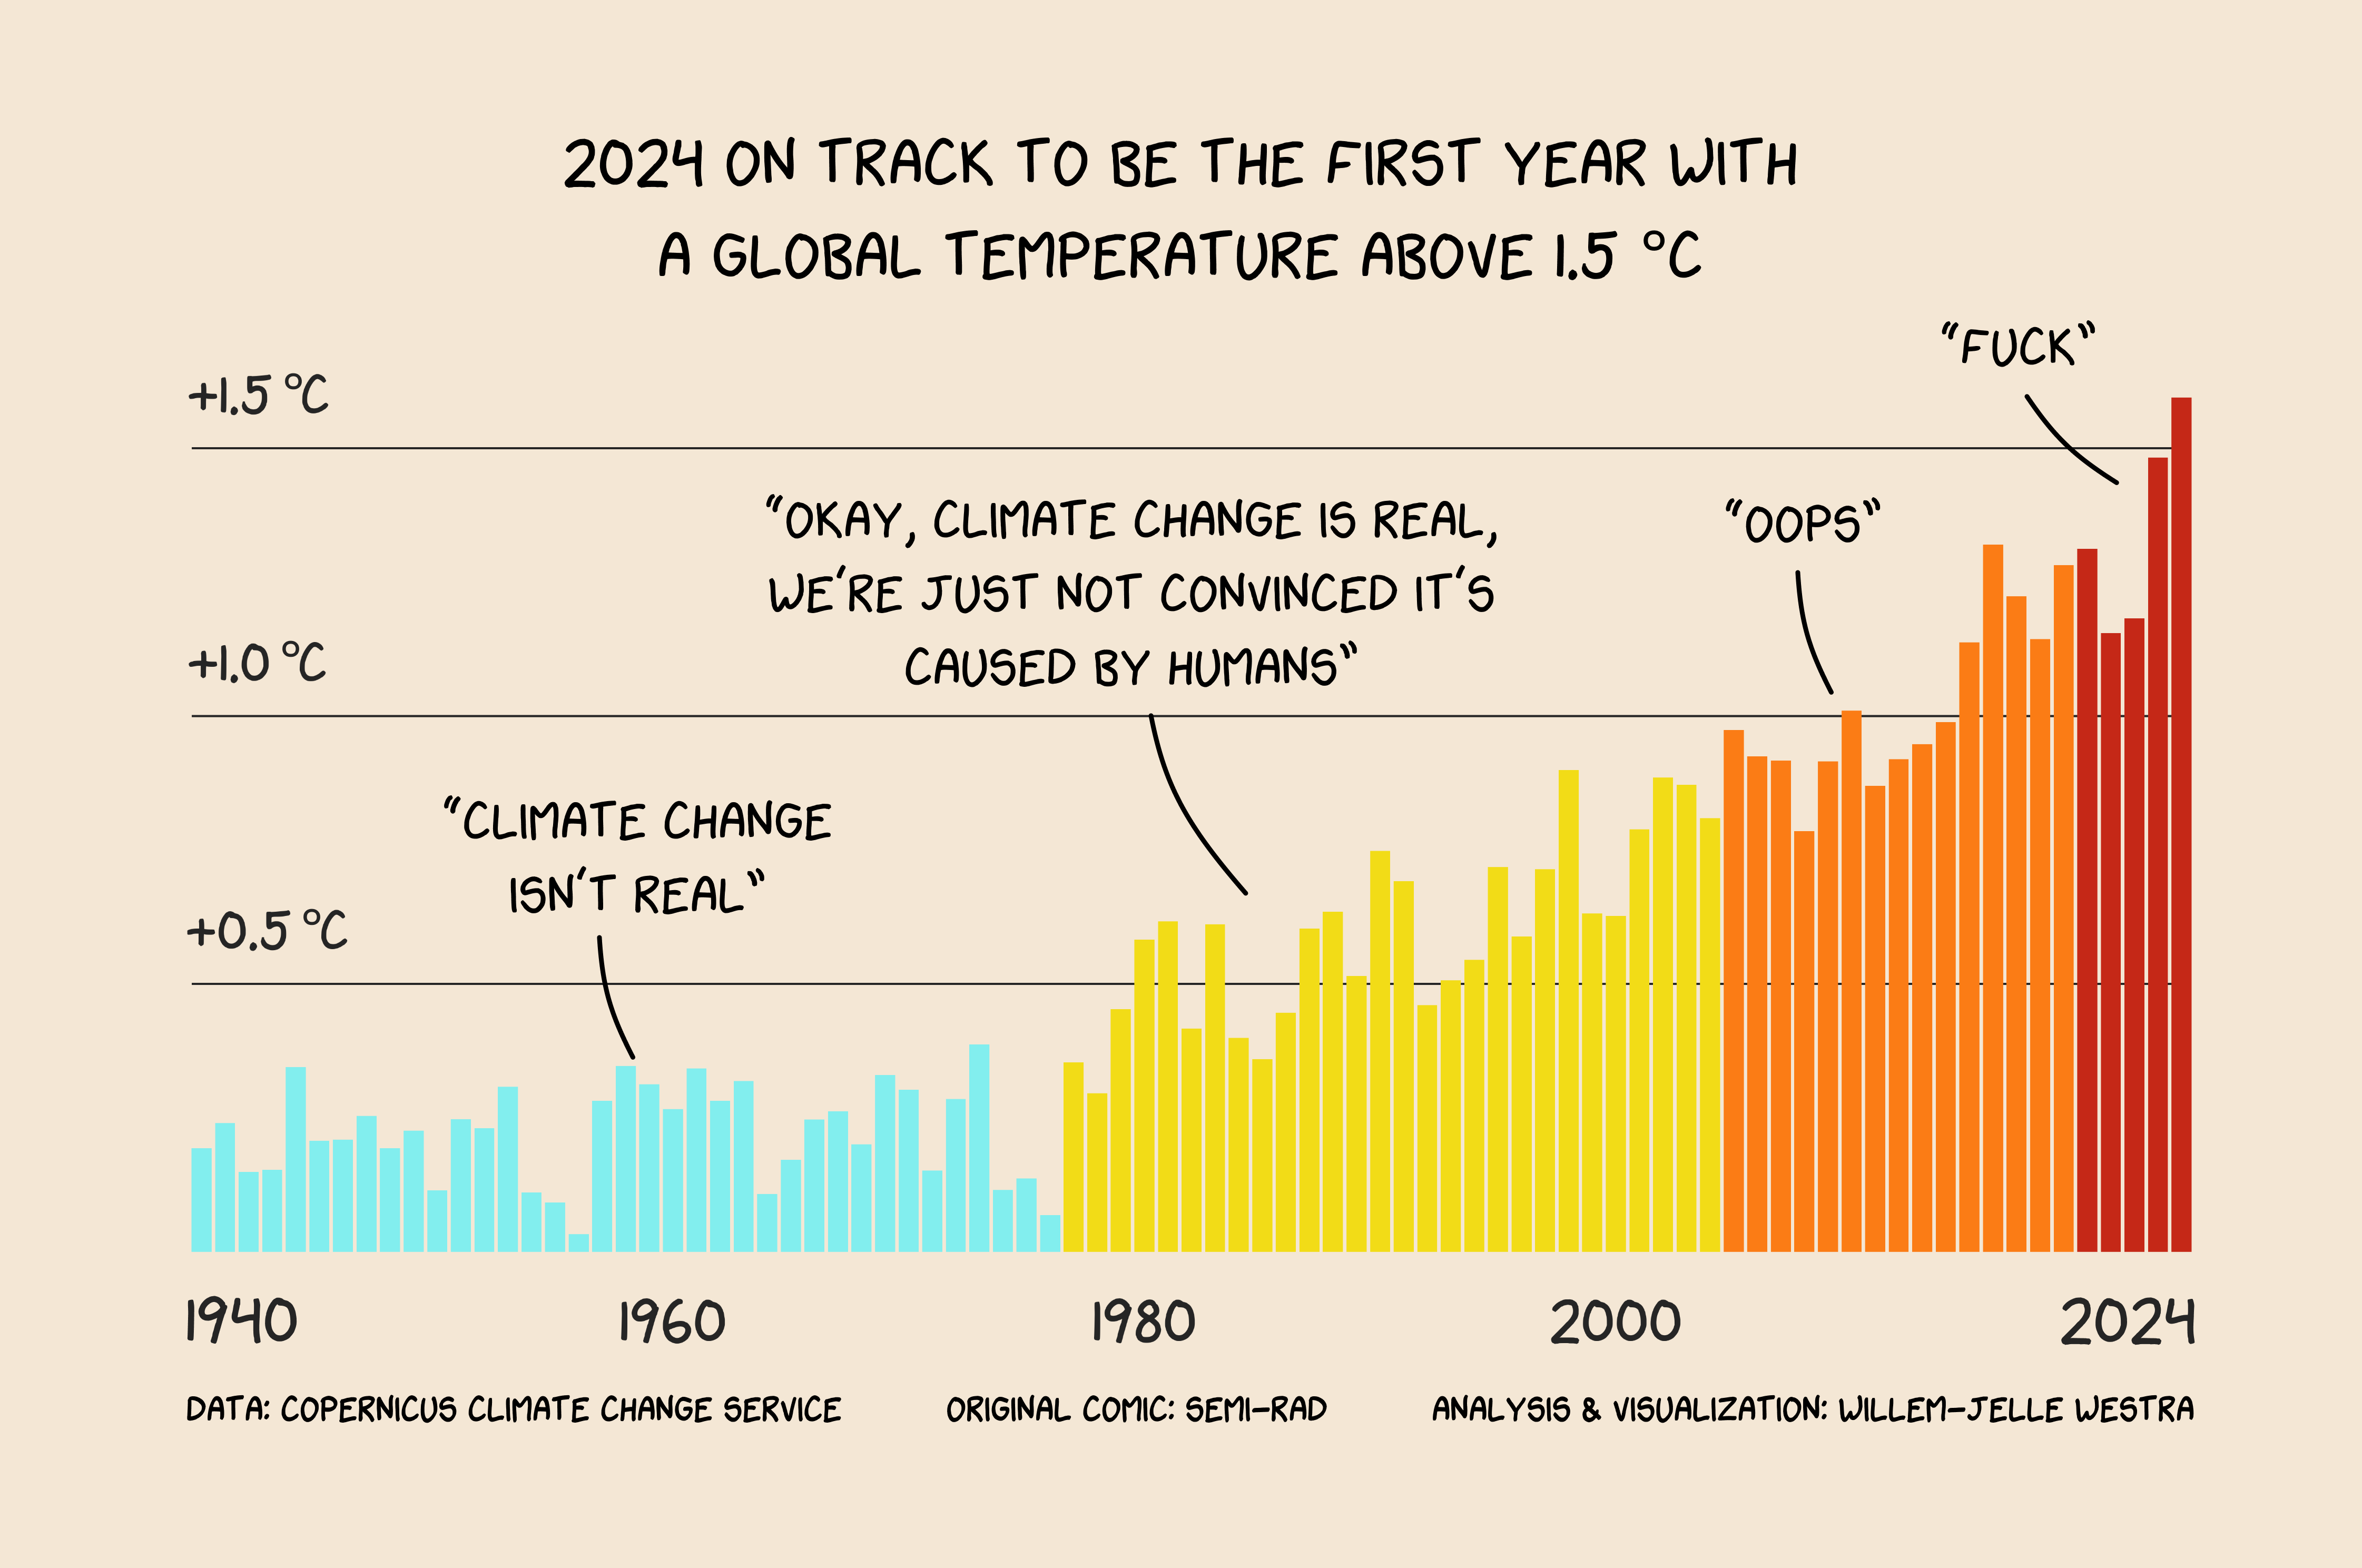 2024 ON TRACK TO BE THE FIRST YEAR WITH
A GLOBAL TEMPERATURE ABOVE 1.5 °C
"FUCK"
+1.5 °C
"OKAY, CLIMATE CHANGE IS REAL,
WE'RE JUST NOT CONVINCED IT'S
CAUSED BY HUMANS"
"OOPS"
+1.0 °C
"CLIMATE CHANGE
ISN'T REAL"
+0.5 °C
1940 1960 1980 2000 2024
DATA: COPERNICUS CLIMATE CHANGE SERVICE ORIGINAL COMIC: SEMI-RAD ANALYSIS & VISUALIZATION: WILLEM-JELLE WESTRA